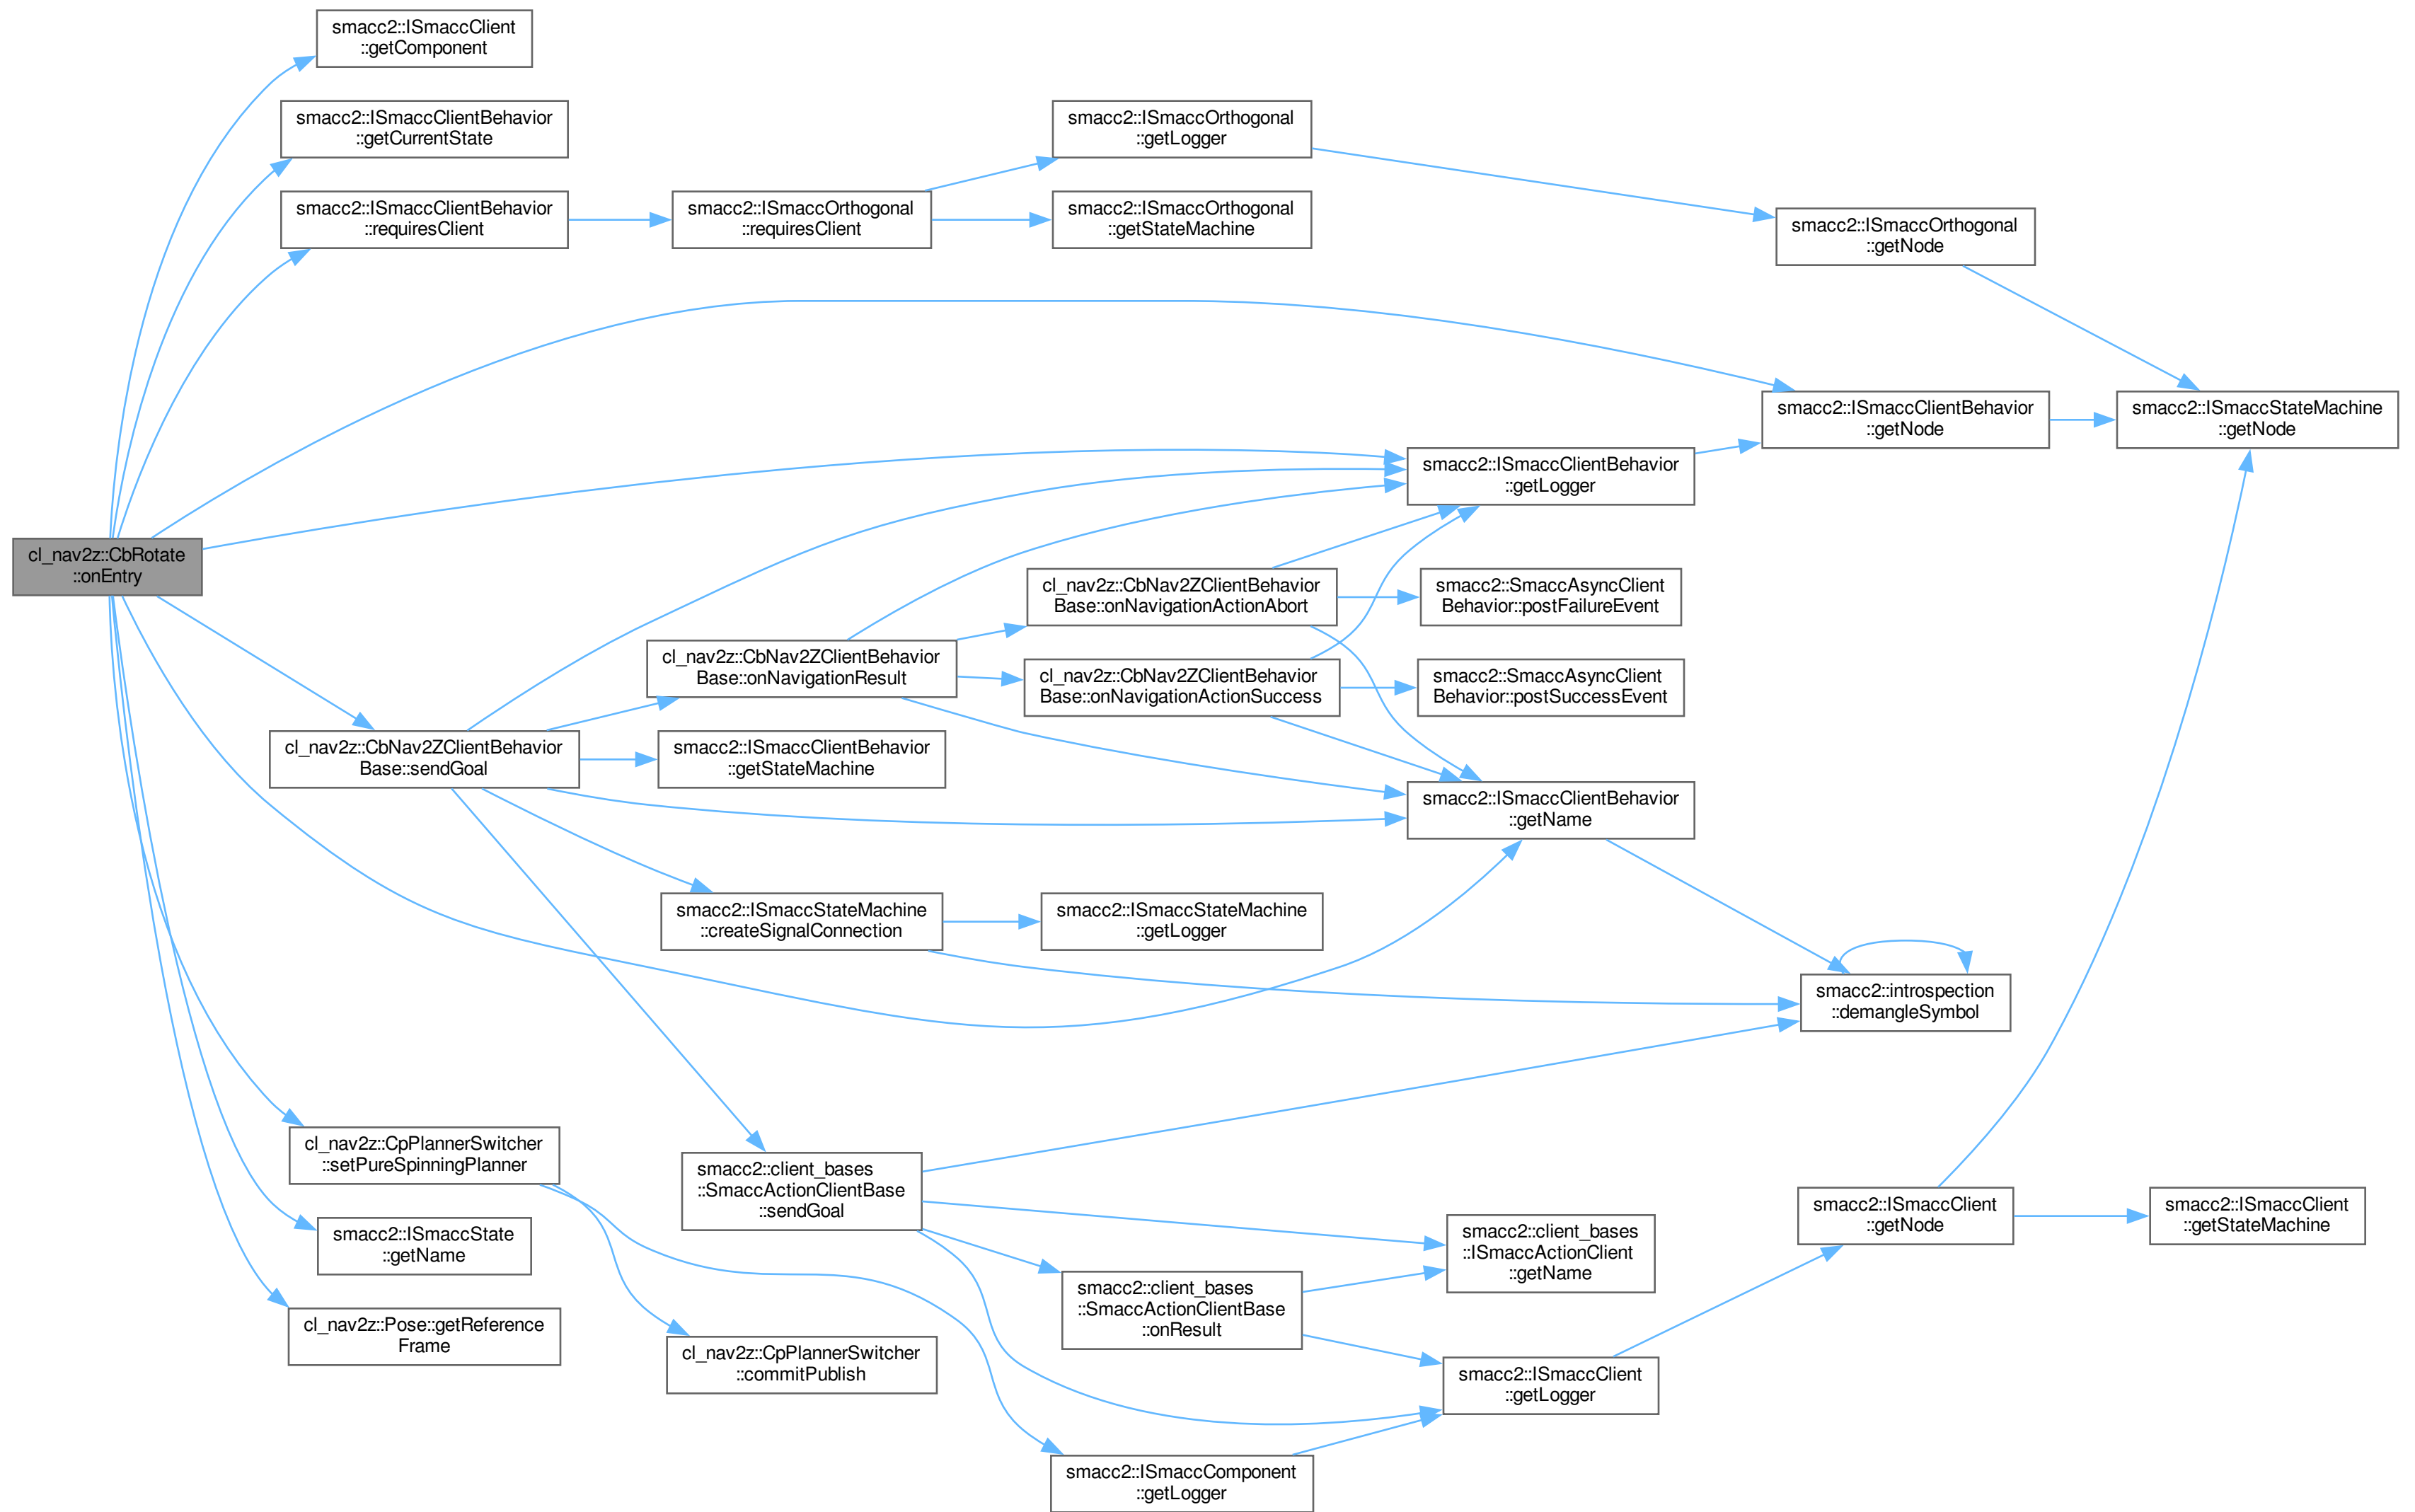 smacc2::ISmaccClient
::getComponent
smacc2::ISmaccClientBehavior
::getCurrentState
smacc2::ISmaccClientBehavior
::requiresClient
smacc2::ISmaccOrthogonal
::requiresClient
smacc2::ISmaccOrthogonal
::getLogger
smacc2::ISmaccOrthogonal
::getStateMachine
smacc2::ISmaccOrthogonal
::getNode
smacc2::ISmaccClientBehavior
::getNode
smacc2::ISmaccStateMachine
::getNode
smacc2::ISmaccClientBehavior
::getLogger
cl_nav2z::CbRotate
::onEntry
cl_nav2z::CbNav2ZClientBehavior
Base::onNavigationActionAbort
smacc2::SmaccAsyncClient
Behavior::postFailureEvent
cl_nav2z::CbNav2ZClientBehavior
Base::onNavigationResult
cl_nav2z::CbNav2ZClientBehavior
Base::onNavigationActionSuccess
smacc2::SmaccAsyncClient
Behavior::postSuccessEvent
cl_nav2z::CbNav2ZClientBehavior
Base::sendGoal
smacc2::ISmaccClientBehavior
::getStateMachine
smacc2::ISmaccClientBehavior
::getName
smacc2::ISmaccStateMachine
::createSignalConnection
smacc2::ISmaccStateMachine
::getLogger
smacc2::introspection
::demangleSymbol
cl_nav2z::CpPlannerSwitcher
::setPureSpinningPlanner
smacc2::client_bases
::SmaccActionClientBase
::sendGoal
smacc2::ISmaccClient
::getNode
smacc2::ISmaccClient
::getStateMachine
smacc2::ISmaccState
::getName
smacc2::client_bases
::ISmaccActionClient
::getName
smacc2::client_bases
::SmaccActionClientBase
::onResult
cl_nav2z::Pose::getReference
Frame
cl_nav2z::CpPlannerSwitcher
::commitPublish
smacc2::ISmaccClient
::getLogger
smacc2::ISmaccComponent
::getLogger